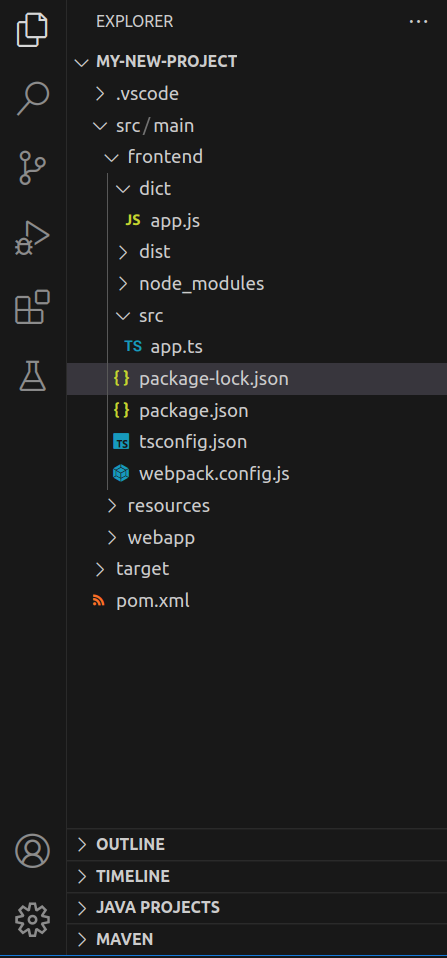 EXPLORER ···
MY-NEW-PROJECT
.vscode
src/main
frontend
dict
JS app.js
dist
node_modules
src
TS app.ts
{} package-lock.json
{} package.json
TS tsconfig.json
webpack.config.js
resources
webapp
target
pom.xml
OUTLINE
TIMELINE
JAVA PROJECTS
MAVEN